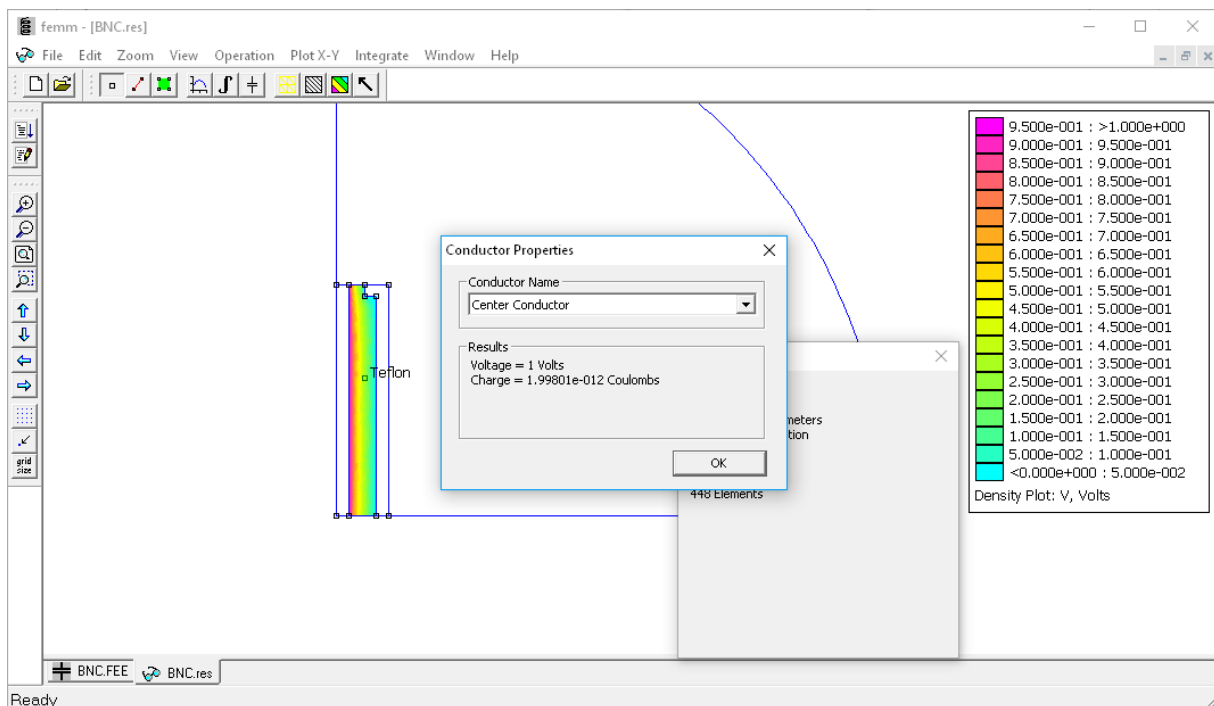 femm - [BNC.res]
File Edit Zoom View Operation Plot X-Y Integrate Window Help
grid
size
Teflon
Conductor Properties
Conductor Name
Center Conductor
Results
Voltage = 1 Volts
Charge = 1.99801e-012 Coulombs
OK
448 Elements
9.500e-001 : >1.000e+000
9.000e-001 : 9.500e-001
8.500e-001 : 9.000e-001
8.000e-001 : 8.500e-001
7.500e-001 : 8.000e-001
7.000e-001 : 7.500e-001
6.500e-001 : 7.000e-001
6.000e-001 : 6.500e-001
5.500e-001 : 6.000e-001
5.000e-001 : 5.500e-001
4.500e-001 : 5.000e-001
4.000e-001 : 4.500e-001
3.500e-001 : 4.000e-001
3.000e-001 : 3.500e-001
2.500e-001 : 3.000e-001
2.000e-001 : 2.500e-001
1.500e-001 : 2.000e-001
1.000e-001 : 1.500e-001
5.000e-002 : 1.000e-001
<0.000e+000 : 5.000e-002
Density Plot: V, Volts
BNC.FEE BNC.res
Ready